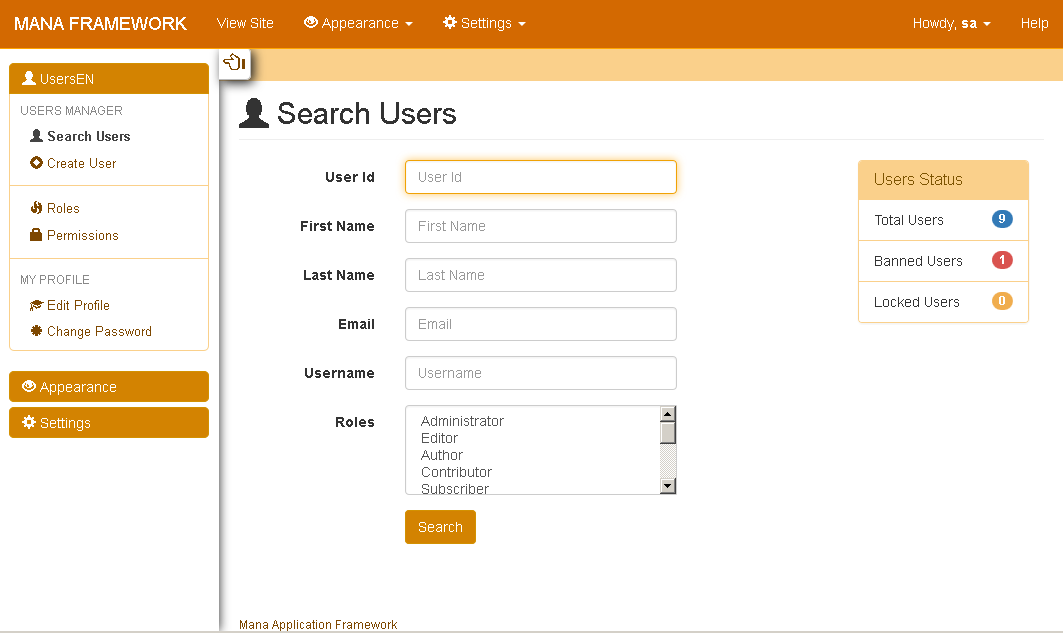 MANA FRAMEWORK View Site Appearance Settings Howdy, sa Help
UsersEN
USERS MANAGER
Search Users
Create User
Roles
Permissions
MY PROFILE
Edit Profile
Change Password
Appearance
Settings
Search Users
User Id User Id
First Name First Name
Last Name Last Name
Email Email
Username Username
Roles Administrator
Editor
Author
Contributor
Subscriber
Search
Users Status
Total Users 9
Banned Users 1
Locked Users 0
Mana Application Framework